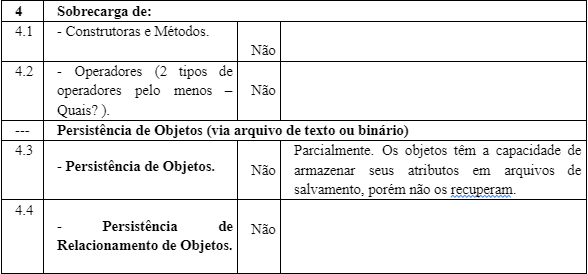 4 Sobrecarga de:
4.1 - Construtoras e Métodos.
Não
4.2 - Operadores (2 tipos de
operadores pelo menos –
Quais? ).
Não
--- Persistência de Objetos (via arquivo de texto ou binário)
4.3
- Persistência de Objetos.
Não
Parcialmente. Os objetos têm a capacidade de
armazenar seus atributos em arquivos de
salvamento, porém não os recuperam.
4.4
- Persistência de
Relacionamento de Objetos.
Não